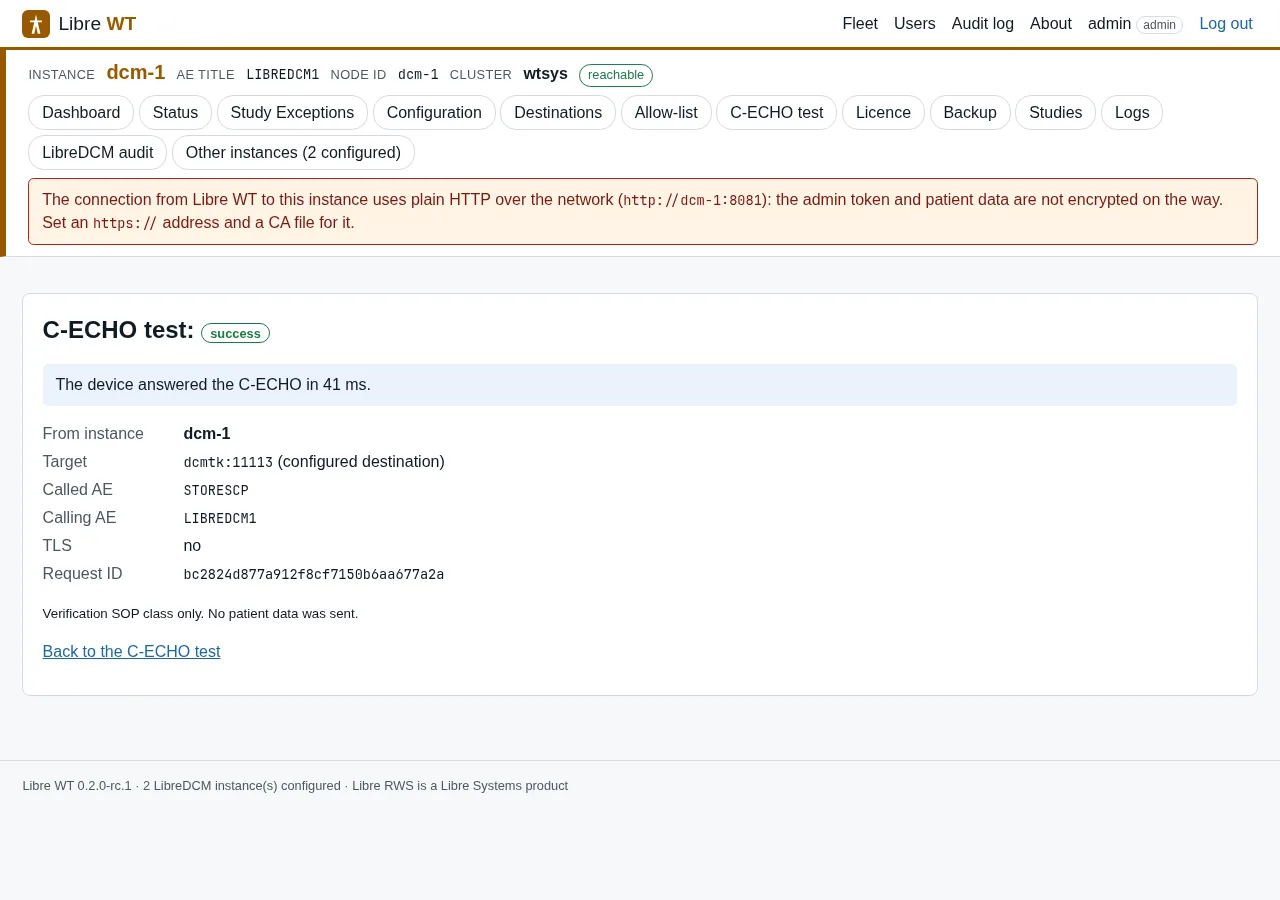 Libre WT
Fleet Users Audit log About admin admin Log out
INSTANCE dcm-1 AE TITLE LIBREDCM1 NODE ID dcm-1 CLUSTER wtsys reachable
Dashboard Status Study Exceptions Configuration Destinations Allow-list C-ECHO test Licence Backup Studies Logs
LibreDCM audit Other instances (2 configured)
The connection from Libre WT to this instance uses plain HTTP over the network (http://dcm-1:8081): the admin token and patient data are not encrypted on the way.
Set an https:// address and a CA file for it.
C-ECHO test: success
The device answered the C-ECHO in 41 ms.
From instance dcm-1
Target dcmtk:11113 (configured destination)
Called AE STORESCP
Calling AE LIBREDCM1
TLS no
Request ID bc2824d877a912f8cf7150b6aa677a2a
Verification SOP class only. No patient data was sent.
Back to the C-ECHO test
Libre WT 0.2.0-rc.1 · 2 LibreDCM instance(s) configured · Libre RWS is a Libre Systems product